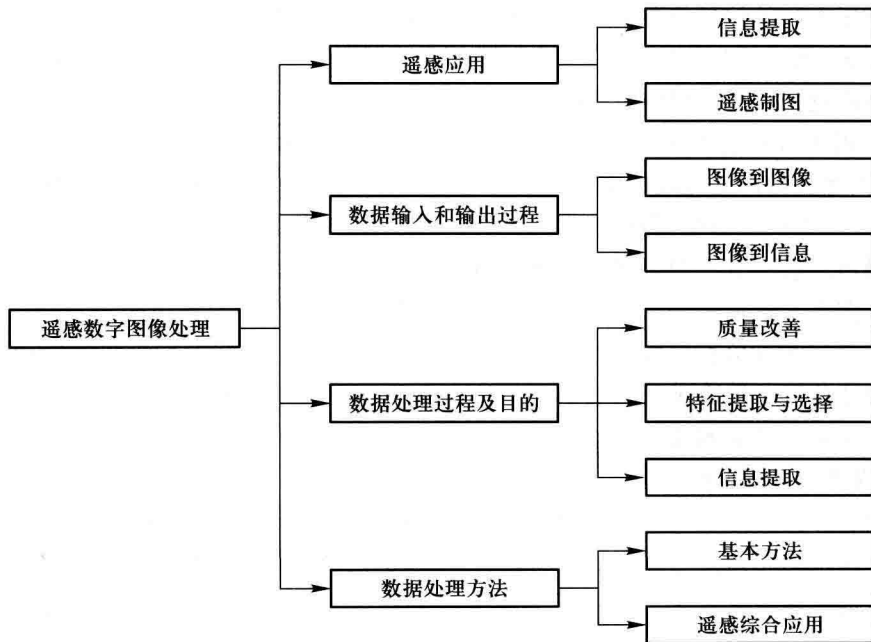 信息提取
遥感应用
遥感制图
图像到图像
数据输入和输出过程
图像到信息
遥感数字图像处理
质量改善
数据处理过程及目的
特征提取与选择
信息提取
基本方法
数据处理方法
遥感综合应用